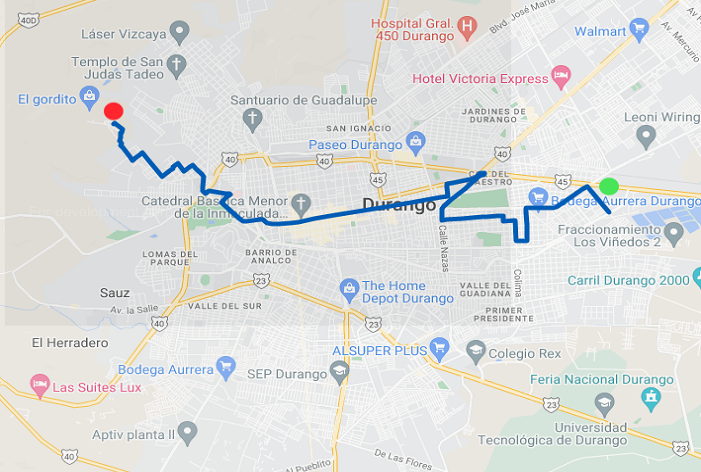 40D
Láser Vizcaya
Hospital Gral.
450 Durango
Blvd. José María
Walmart
Av. Mercurio
Templo de San
Judas Tadeo
El gordito
Hotel Victoria Express
Santuario de Guadalupe
JARDINES DE
DURANGO
Leoni Wiring
SAN IGNACIO
Paseo Durango
40
40
40
45
45
45
DEL
MAESTRO
Catedral Basílica Menor
de la Inmaculada...
Durango
Bodega Aurrera Durango
Calle Nazas
Fraccionamiento
Los Viñedos 2
LOMAS DEL
PARQUE
BARRIO DE
ANALCO
Colima
Sauz
23
The Home
Depot Durango
VALLE DEL
GUADIANA
Carril Durango 2000
Av. la Salle
VALLE DEL SUR
PRIMER
PRESIDENTE
40
23
El Herradero
ALSUPER PLUS
Colegio Rex
Bodega Aurrera
SEP Durango
Las Suites Lux
Feria Nacional Durango
23
23
Aptiv planta II
Universidad
Tecnológica de Durango
De Las Flores
40
Al Pueblito